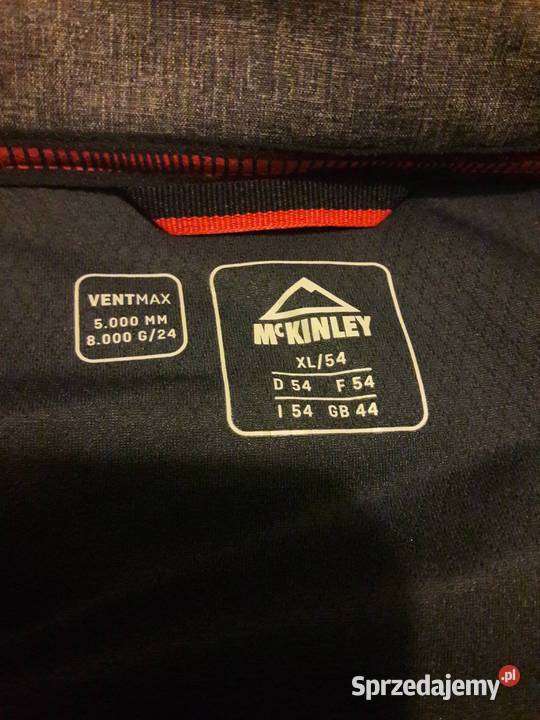 VENTMAX
5.000 MM
8.000 G/24
McKINLEY
XL/54
D 54 F 54
I 54 GB 44
Sprzedajemy.pl